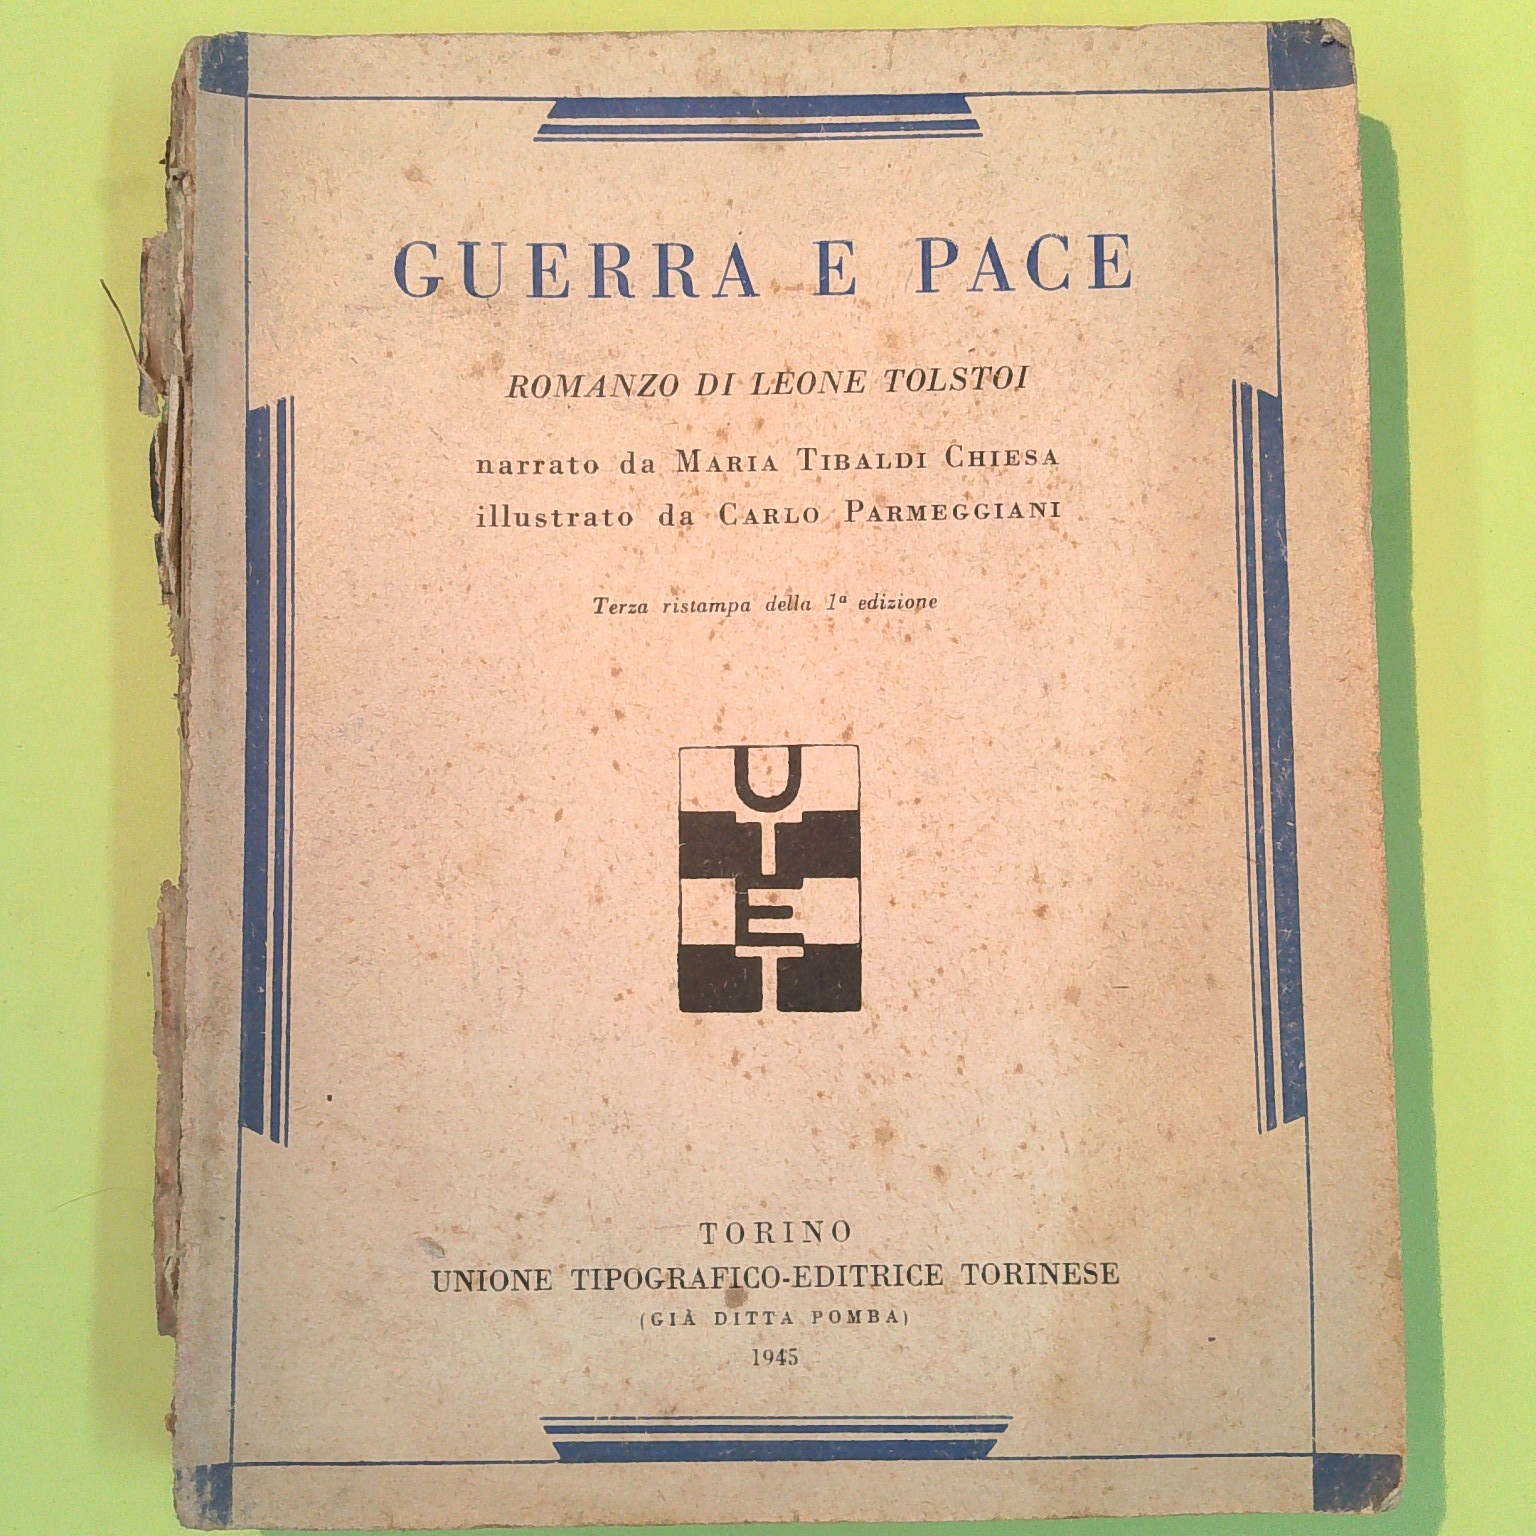 GUERRA E PACE
ROMANZO DI LEONE TOLSTOI
narrato da MARIA TIBALDI CHIESA
illustrato da CARLO PARMEGGIANI
Terza ristampa della 1ª edizione
U
T
E
T
TORINO
UNIONE TIPOGRAFICO-EDITRICE TORINESE
(GIÀ DITTA POMBA)
1945